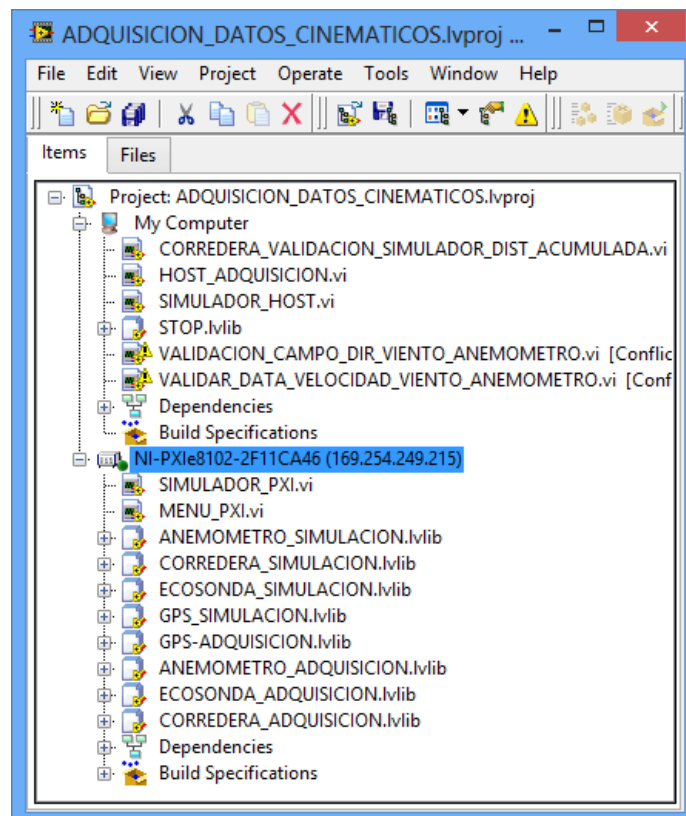 ADQUISICION_DATOS_CINEMATICOS.lvproj ...
File Edit View Project Operate Tools Window Help
Items Files
Project: ADQUISICION_DATOS_CINEMATICOS.lvproj
My Computer
CORREDERA_VALIDACION_SIMULADOR_DIST_ACUMULADA.vi
HOST_ADQUISICION.vi
SIMULADOR_HOST.vi
STOP.lvlib
VALIDACION_CAMPO_DIR_VIENTO_ANEMOMETRO.vi [Conflic
VALIDAR_DATA_VELOCIDAD_VIENTO_ANEMOMETRO.vi [Conf
Dependencies
Build Specifications
NI-PXIe8102-2F11CA46 (169.254.249.215)
SIMULADOR_PXI.vi
MENU_PXI.vi
ANEMOMETRO_SIMULACION.lvlib
CORREDERA_SIMULACION.lvlib
ECOSONDA_SIMULACION.lvlib
GPS_SIMULACION.lvlib
GPS-ADQUISICION.lvlib
ANEMOMETRO_ADQUISICION.lvlib
ECOSONDA_ADQUISICION.lvlib
CORREDERA_ADQUISICION.lvlib
Dependencies
Build Specifications